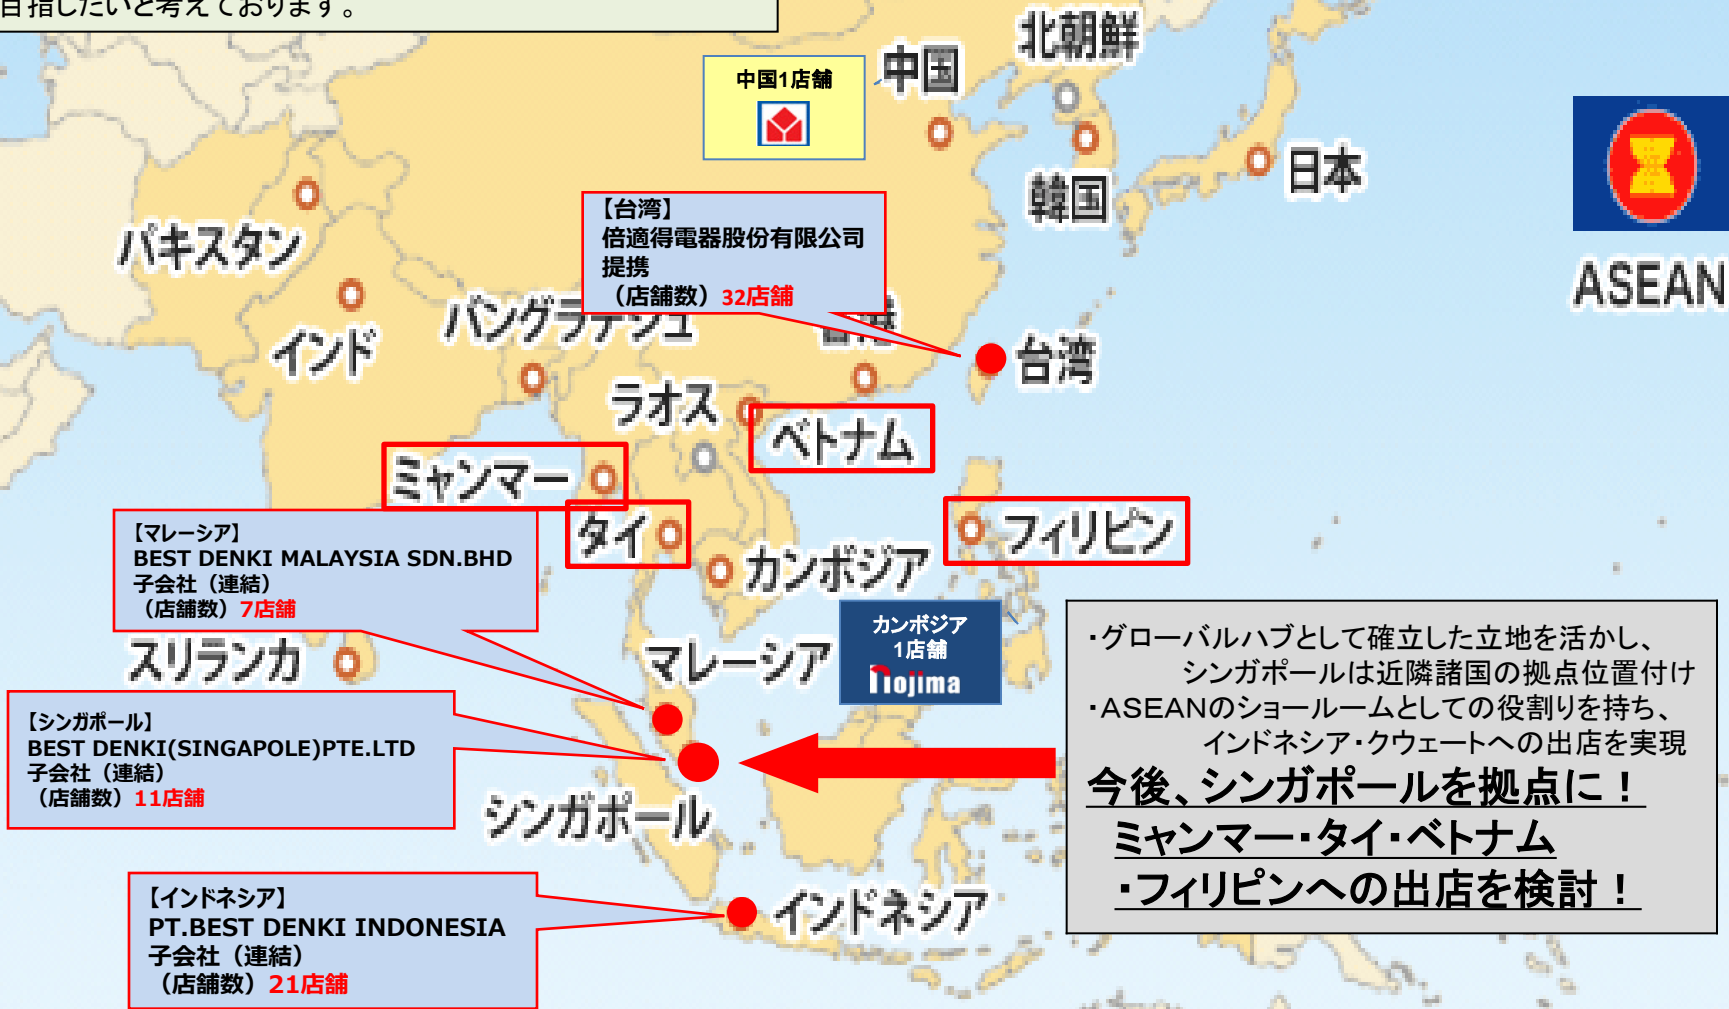 目指したいと考えております。
北朝鮮
中国
中国1店舗
日本
韓国
ASEAN
【台湾】
倍適得電器股份有限公司
提携
（店舗数）32店舗
パキスタン
インド
バングラデシュ
台湾
ラオス
ベトナム
ミャンマー
タイ
フィリピン
カンボジア
【マレーシア】
BEST DENKI MALAYSIA SDN.BHD
子会社（連結）
（店舗数）7店舗
スリランカ
マレーシア
カンボジア
1店舗
nojima
【シンガポール】
BEST DENKI(SINGAPOLE)PTE.LTD
子会社（連結）
（店舗数）11店舗
シンガポール
・グローバルハブとして確立した立地を活かし、
シンガポールは近隣諸国の拠点位置付け
・ASEANのショールームとしての役割りを持ち、
インドネシア・クウェートへの出店を実現
今後、シンガポールを拠点に！
ミャンマー・タイ・ベトナム
・フィリピンへの出店を検討！
【インドネシア】
PT.BEST DENKI INDONESIA
子会社（連結）
（店舗数）21店舗
インドネシア